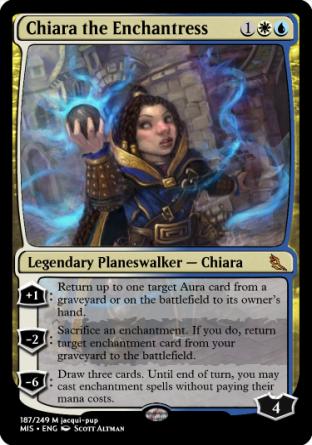 Chiara the Enchantress 1
Legendary Planeswalker — Chiara
+1 : Return up to one target Aura card from a
graveyard or on the battlefield to its owner's
hand.
-2 : Sacrifice an enchantment. If you do, return
target enchantment card from your
graveyard to the battlefield.
-6 : Draw three cards. Until end of turn, you may
cast enchantment spells without paying their
mana costs.
4
187/249 M jacqui-pup
MIS • ENG Scott Altman